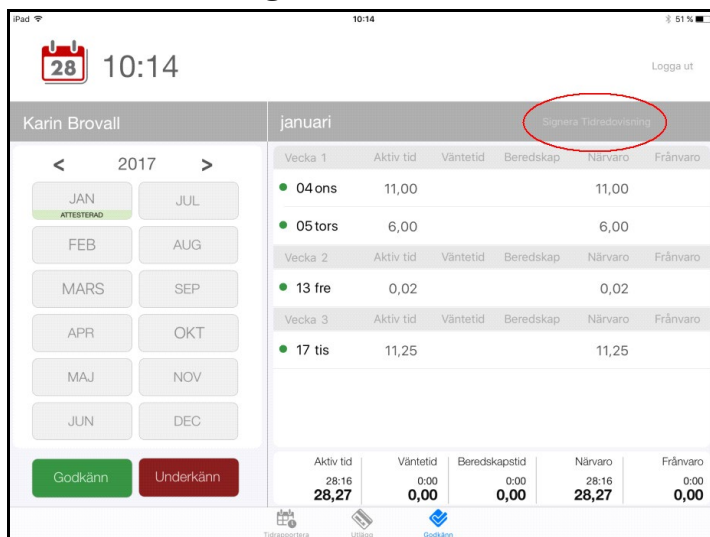 iPad 10:14 51 %
28 10:14 Logga ut
Karin Brovall januari Signera Tidredovisning
< 2017 >
JAN JUL
ATTESTERAD
FEB AUG
MARS SEP
APR OKT
MAJ NOV
JUN DEC
Godkänn Underkänn
Vecka 1 Aktiv tid Väntetid Beredskap Närvaro Frånvaro
04 ons 11,00 11,00
05 tors 6,00 6,00
Vecka 2 Aktiv tid Väntetid Beredskap Närvaro Frånvaro
13 fre 0,02 0,02
Vecka 3 Aktiv tid Väntetid Beredskap Närvaro Frånvaro
17 tis 11,25 11,25
Aktiv tid Väntetid Beredskapstid Närvaro Frånvaro
28:16 0:00 0:00 28:16 0:00
28,27 0,00 0,00 28,27 0,00
Tidrapportera Utlägg Godkänn